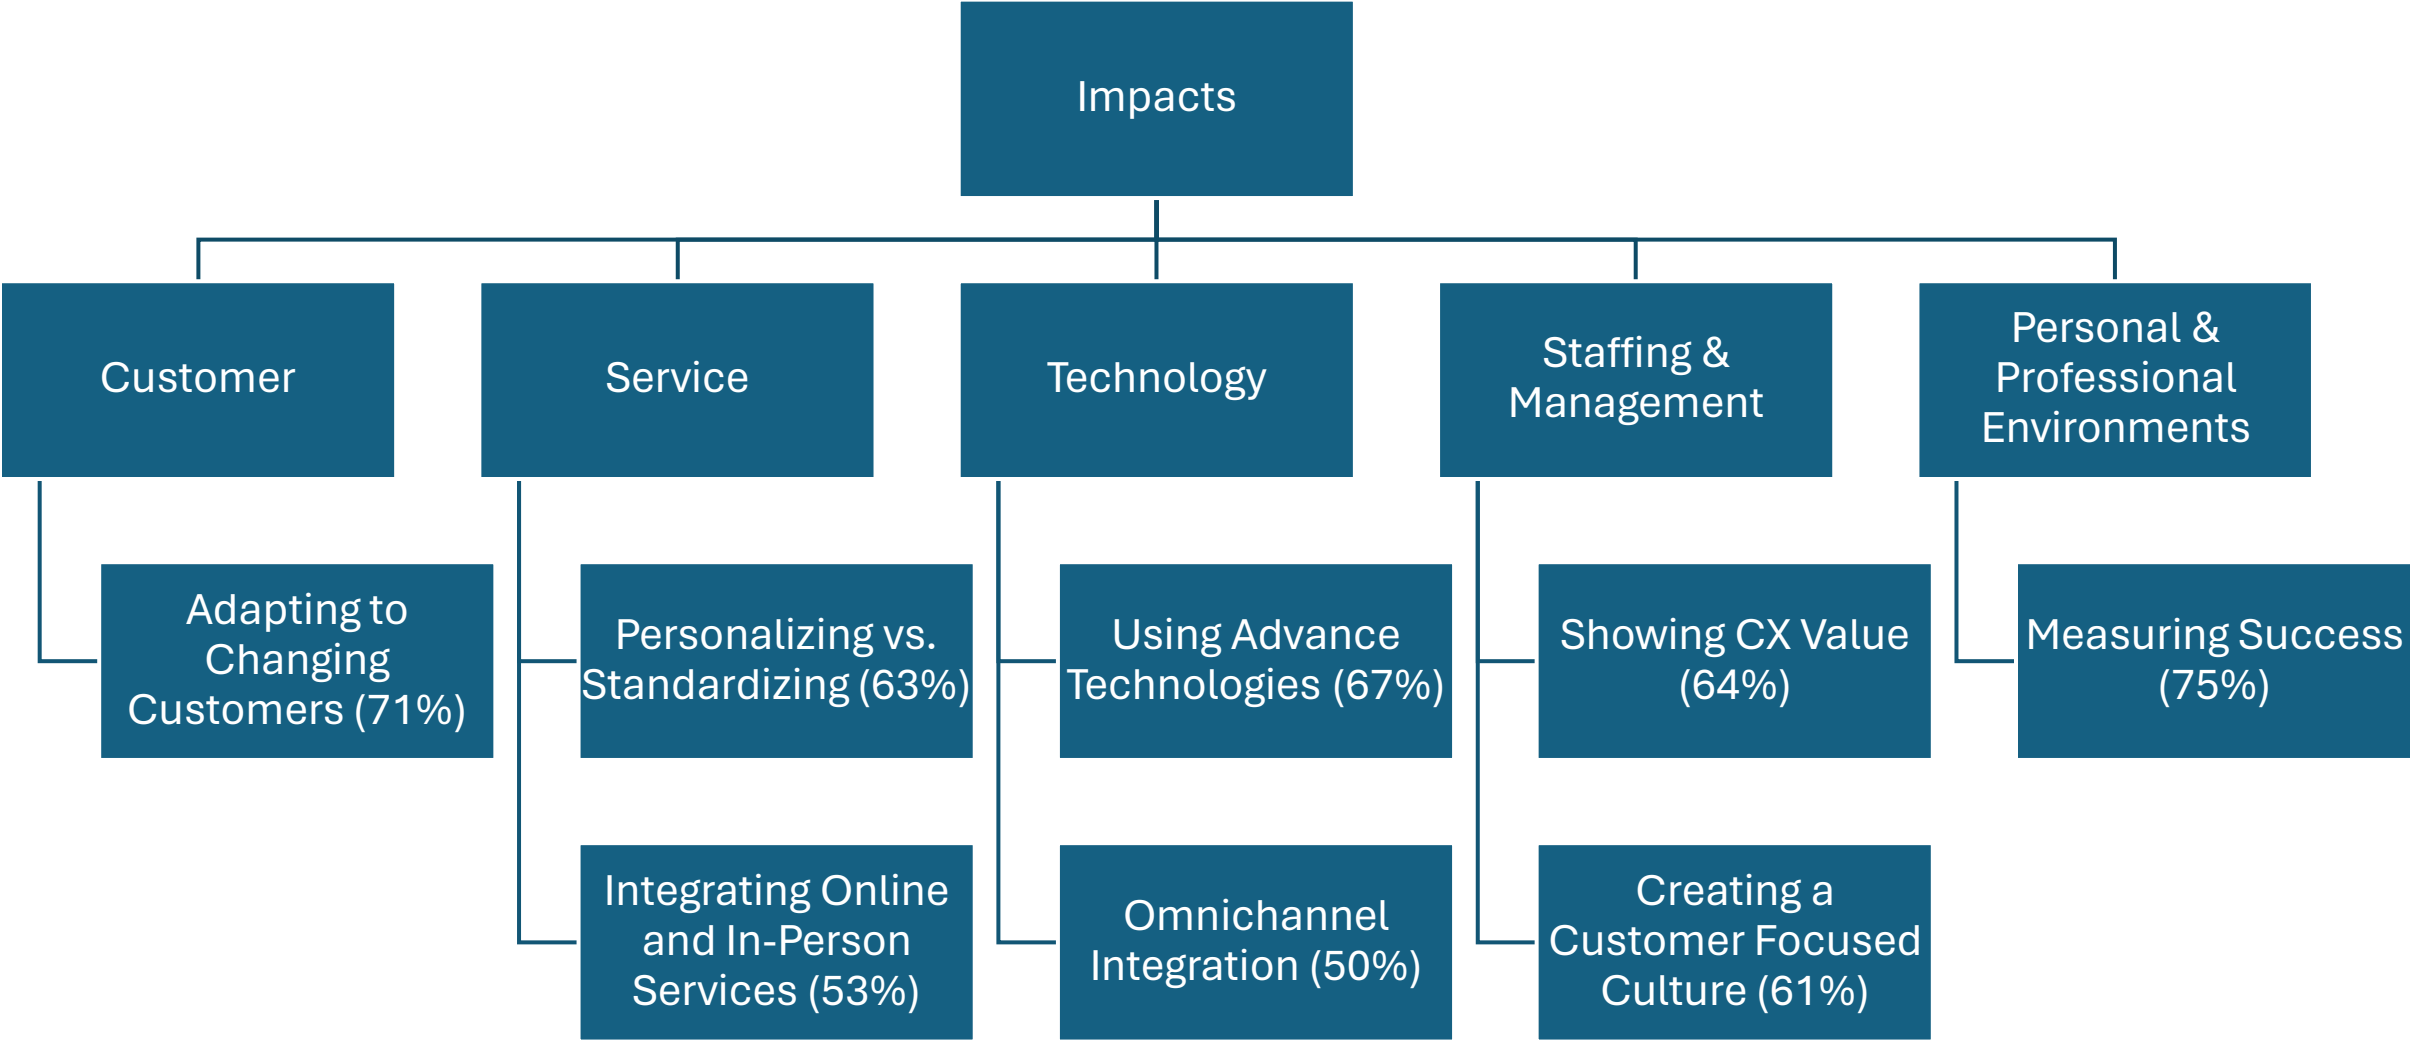 Impacts
Customer
Service
Technology
Staffing &
Management
Personal &
Professional
Environments
Adapting to
Changing
Customers (71%)
Personalizing vs.
Standardizing (63%)
Integrating Online
and In-Person
Services (53%)
Using Advance
Technologies (67%)
Omnichannel
Integration (50%)
Showing CX Value
(64%)
Creating a
Customer Focused
Culture (61%)
Measuring Success
(75%)